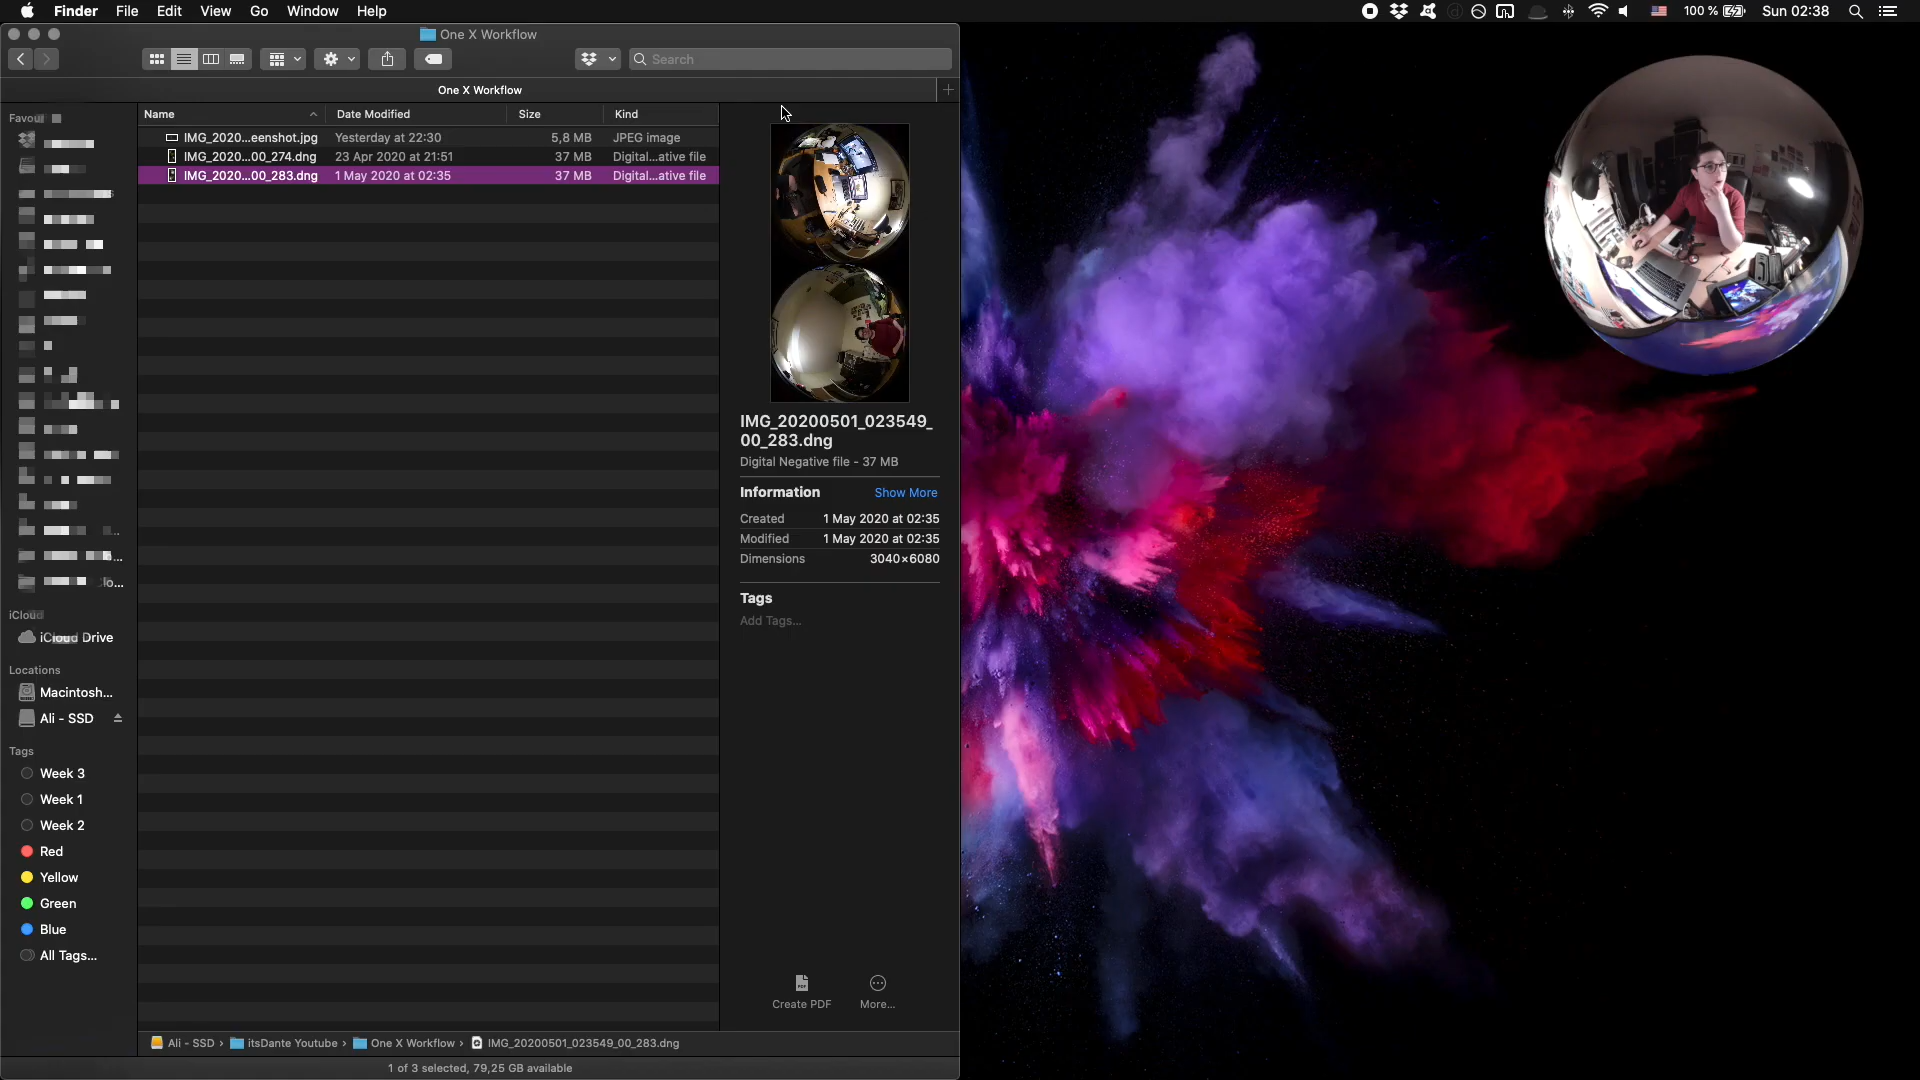 Finder File Edit View Go Window Help
100 % Sun 02:38
One X Workflow
Search
One X Workflow
Favou
iCloud
iCloud Drive
Locations
Macintosh...
Ali - SSD
Tags
Week 3
Week 1
Week 2
Red
Yellow
Green
Blue
All Tags...
Name Date Modified Size Kind
IMG_2020...eenshot.jpg Yesterday at 22:30 5,8 MB JPEG image
IMG_2020...00_274.dng 23 Apr 2020 at 21:51 37 MB Digital...ative file
IMG_2020...00_283.dng 1 May 2020 at 02:35 37 MB Digital...ative file
IMG_20200501_023549_
00_283.dng
Digital Negative file - 37 MB
Information Show More
Created 1 May 2020 at 02:35
Modified 1 May 2020 at 02:35
Dimensions 3040×6080
Tags
Add Tags...
Create PDF More...
Ali - SSD › itsDante Youtube › One X Workflow › IMG_20200501_023549_00_283.dng
1 of 3 selected, 79,25 GB available